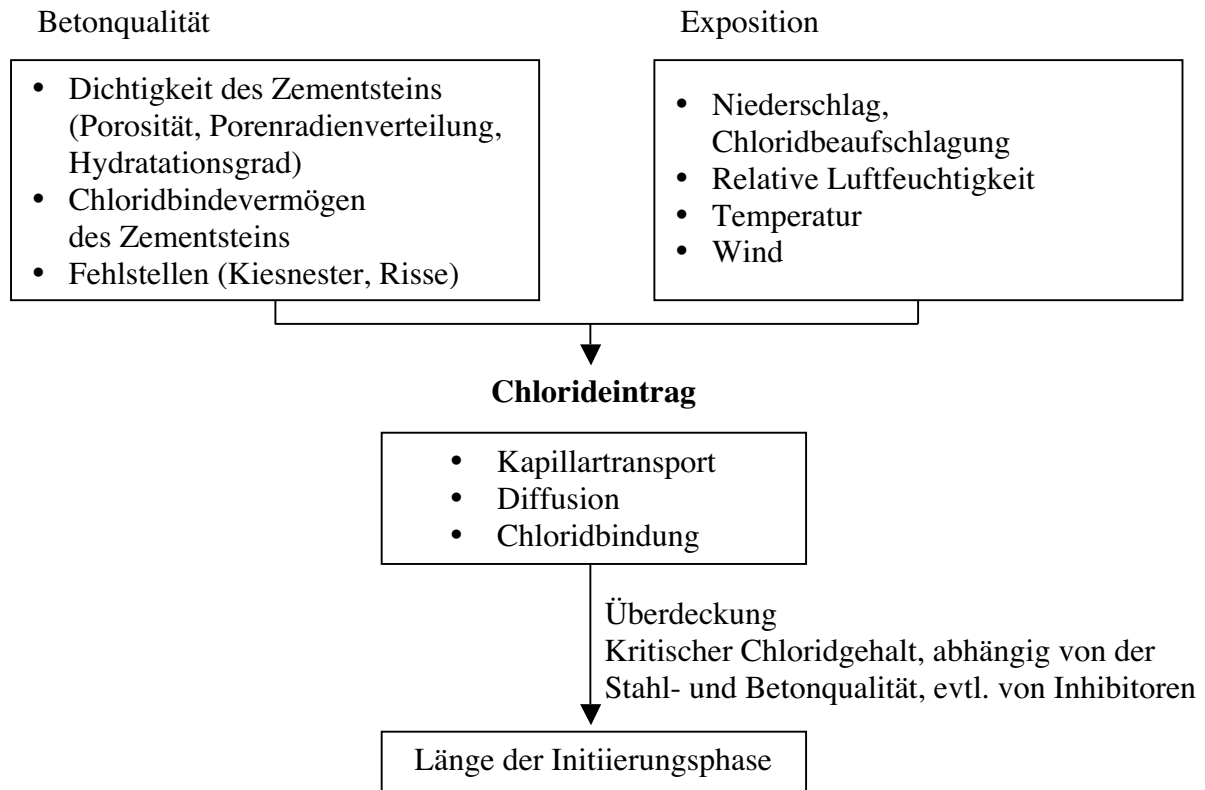 Betonqualität
• Dichtigkeit des Zementsteins
(Porosität, Porenradienverteilung,
Hydratationsgrad)
• Chloridbindevermögen
des Zementsteins
• Fehlstellen (Kiesnester, Risse)
Exposition
• Niederschlag,
Chloridbeaufschlagung
• Relative Luftfeuchtigkeit
• Temperatur
• Wind
Chlorideintrag
• Kapillartransport
• Diffusion
• Chloridbindung
Überdeckung
Kritischer Chloridgehalt, abhängig von der
Stahl- und Betonqualität, evtl. von Inhibitoren
Länge der Initiierungsphase